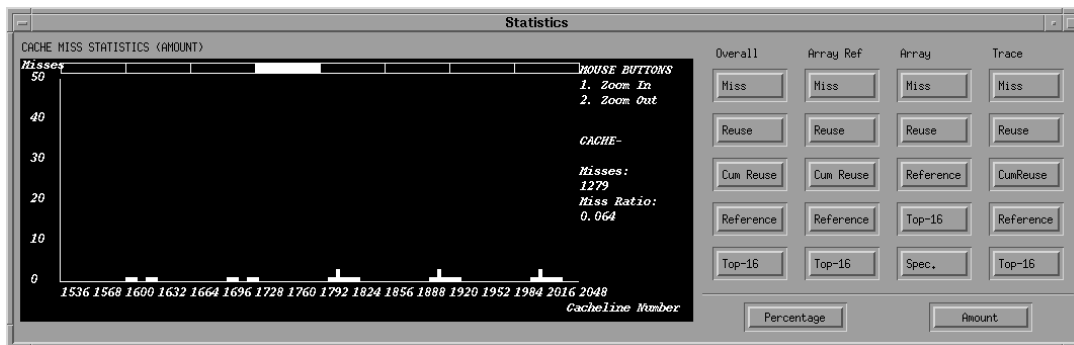 Statistics
CACHE MISS STATISTICS (AMOUNT)
Misses
50
40
30
20
10
0
1536 1568 1600 1632 1664 1696 1728 1760 1792 1824 1856 1888 1920 1952 1984 2016 2048
Cacheline Number
MOUSE BUTTONS
1. Zoom In
2. Zoom Out
CACHE-
Misses:
1279
Miss Ratio:
0.064
Overall Array Ref Array Trace
Miss Miss Miss Miss
Reuse Reuse Reuse Reuse
Cum Reuse Cum Reuse Reference CumReuse
Reference Reference Top-16 Reference
Top-16 Top-16 Spec. Top-16
Percentage Amount